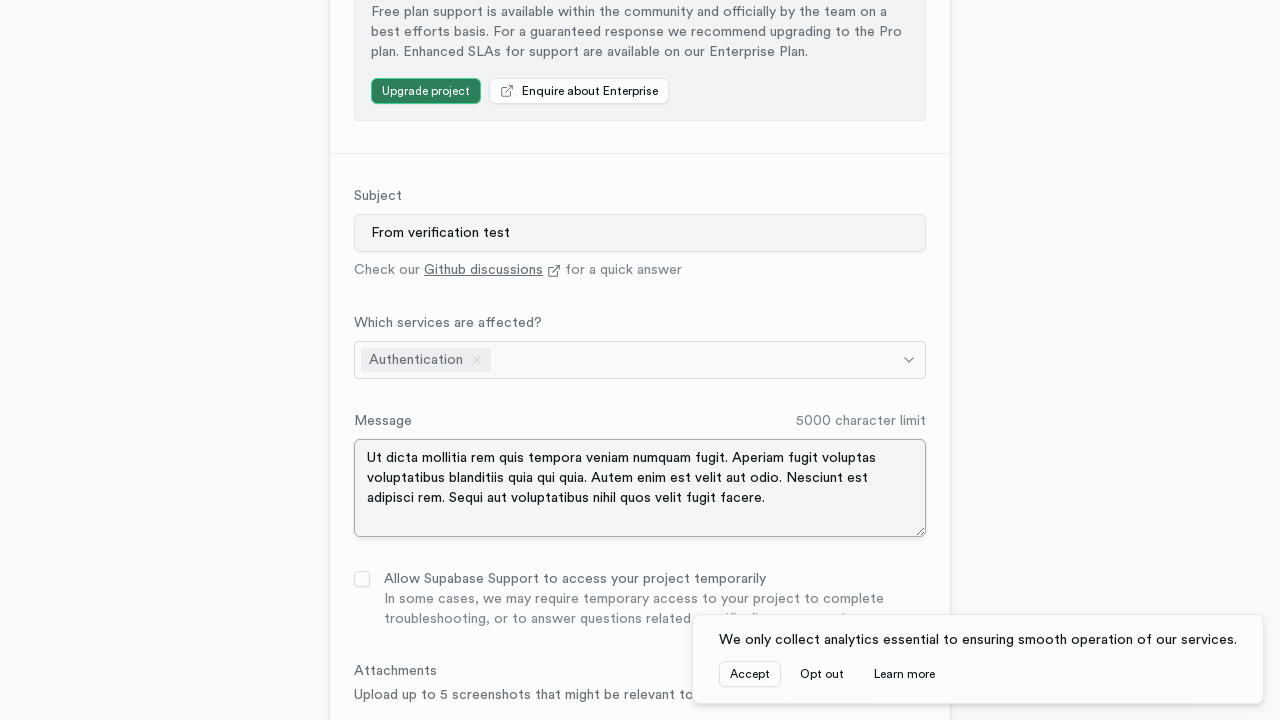 Free plan support is available within the community and officially by the team on a
best efforts basis. For a guaranteed response we recommend upgrading to the Pro
plan. Enhanced SLAs for support are available on our Enterprise Plan.
Upgrade project
Enquire about Enterprise
Subject
From verification test
Check our Github discussions for a quick answer
Which services are affected?
Authentication
Message
5000 character limit
Ut dicta mollitia rem quis tempora veniam numquam fugit. Aperiam fugit voluptas
voluptatibus blanditiis quia qui quia. Autem enim est velit aut odio. Nesciunt est
adipisci rem. Sequi aut voluptatibus nihil quos velit fugit facere.
Allow Supabase Support to access your project temporarily
In some cases, we may require temporary access to your project to complete
troubleshooting, or to answer questions related
Attachments
Upload up to 5 screenshots that might be relevant to
We only collect analytics essential to ensuring smooth operation of our services.
Accept
Opt out
Learn more